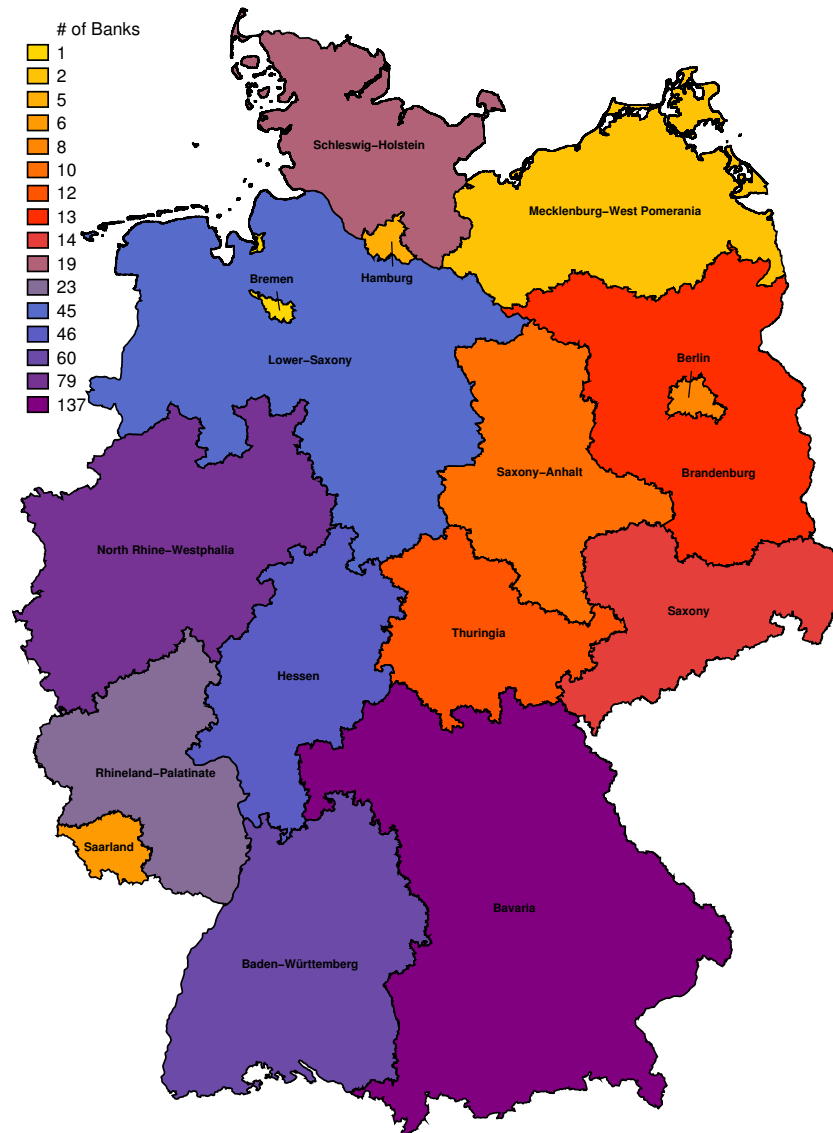 # of Banks
1
2
5
6
8
10
12
13
14
19
23
45
46
60
79
137
Schleswig−Holstein
Mecklenburg−West Pomerania
Hamburg
Bremen
Lower−Saxony
Berlin
Saxony−Anhalt
Brandenburg
North Rhine−Westphalia
Saxony
Thuringia
Hessen
Rhineland−Palatinate
Saarland
Bavaria
Baden−Württemberg